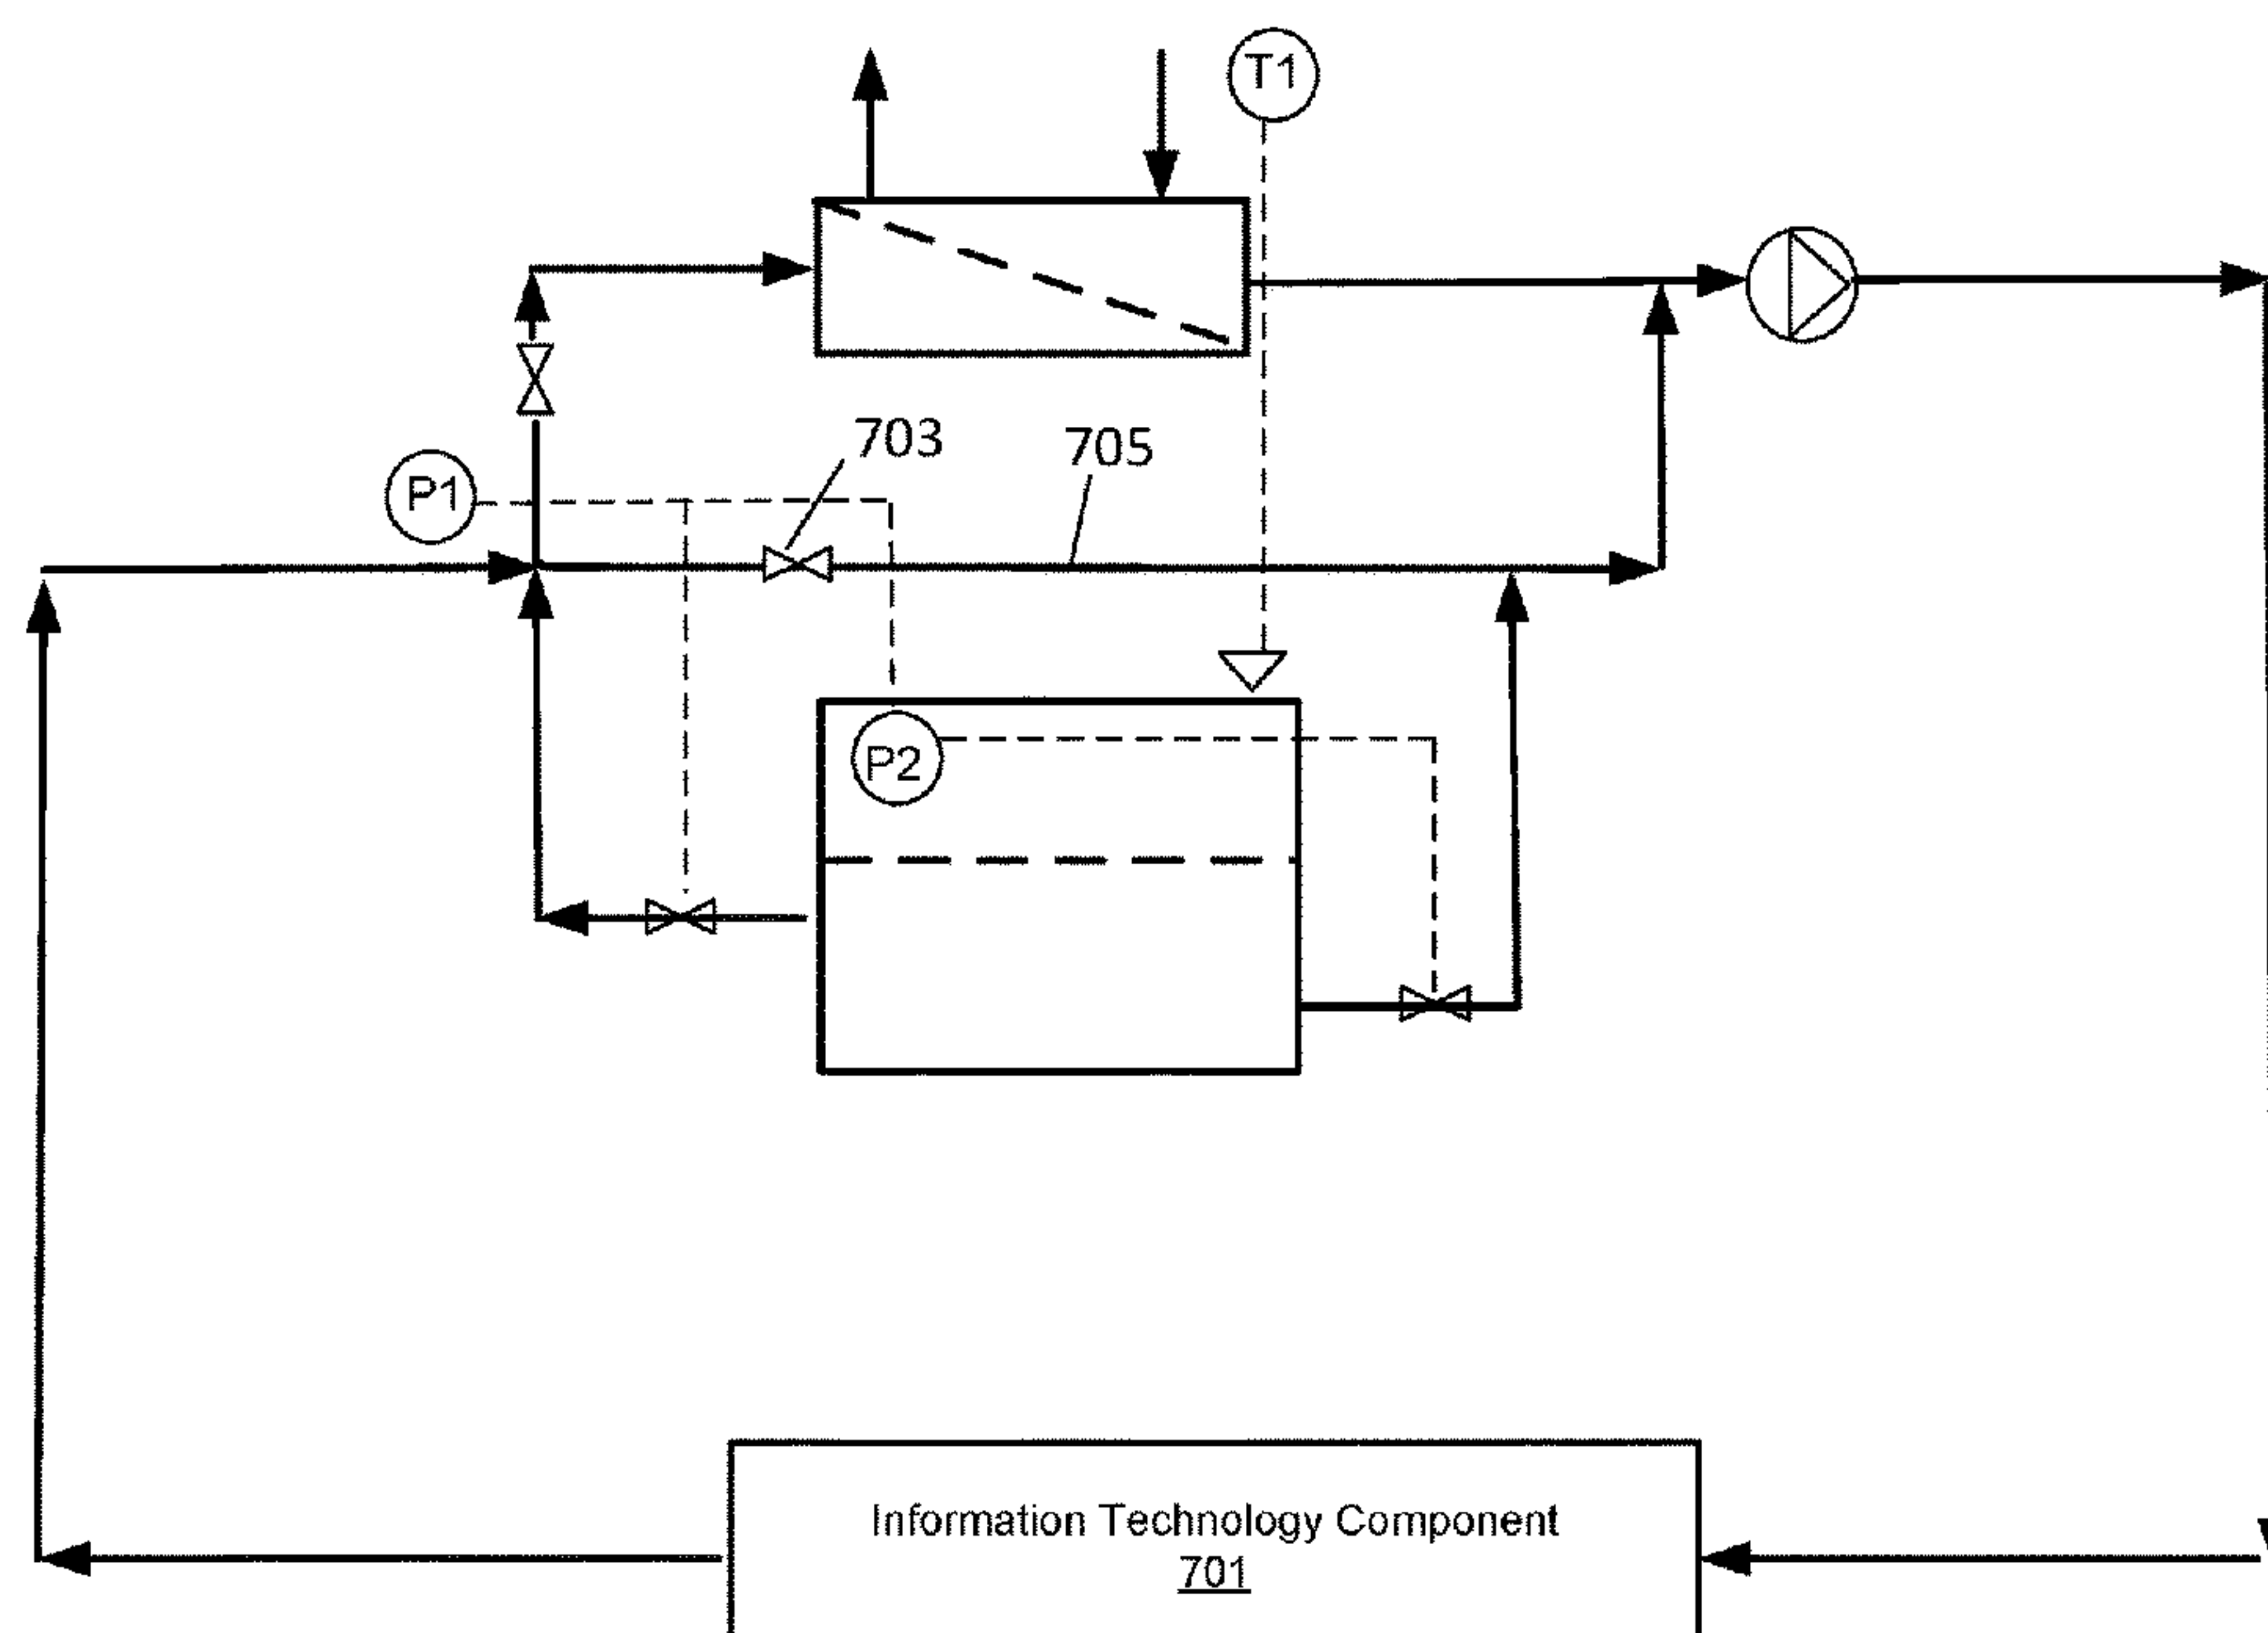 T1
703
705
P1
P2
Information Technology Component
701